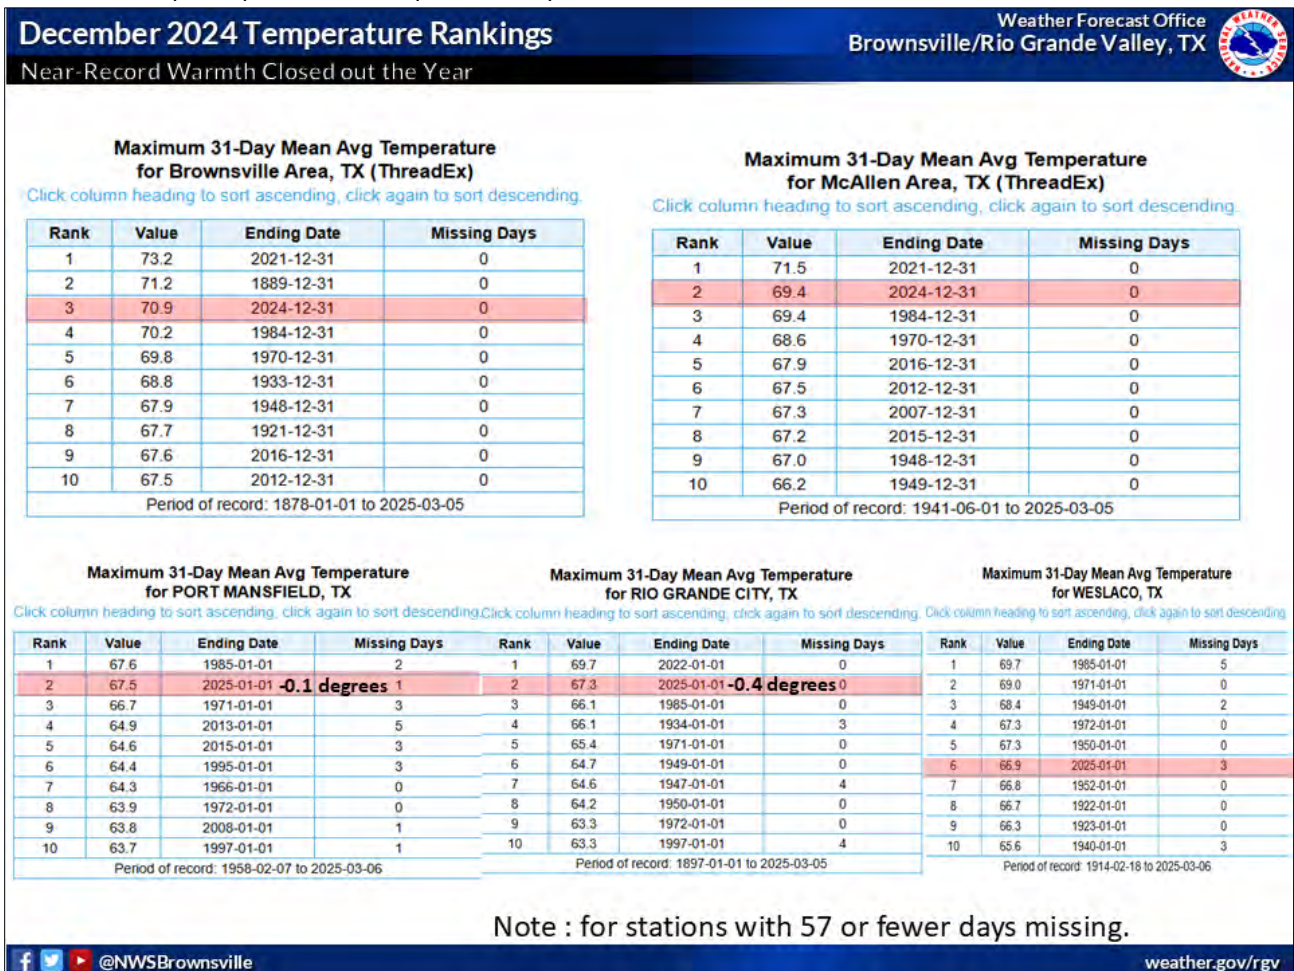 December 2024 Temperature Rankings
Weather Forecast Office
Brownsville/Rio Grande Valley, TX
Near-Record Warmth Closed out the Year
Maximum 31-Day Mean Avg Temperature
for Brownsville Area, TX (ThreadEx)
Click column heading to sort ascending, click again to sort descending.
Rank Value Ending Date Missing Days
1 73.2 2021-12-31 0
2 71.2 1889-12-31 0
3 70.9 2024-12-31 0
4 70.2 1984-12-31 0
5 69.8 1970-12-31 0
6 68.8 1933-12-31 0
7 67.9 1948-12-31 0
8 67.7 1921-12-31 0
9 67.6 2016-12-31 0
10 67.5 2012-12-31 0
Period of record: 1878-01-01 to 2025-03-05
Maximum 31-Day Mean Avg Temperature
for McAllen Area, TX (ThreadEx)
Click column heading to sort ascending, click again to sort descending.
Rank Value Ending Date Missing Days
1 71.5 2021-12-31 0
2 69.4 2024-12-31 0
3 69.4 1984-12-31 0
4 68.6 1970-12-31 0
5 67.9 2016-12-31 0
6 67.5 2012-12-31 0
7 67.3 2007-12-31 0
8 67.2 2015-12-31 0
9 67.0 1948-12-31 0
10 66.2 1949-12-31 0
Period of record: 1941-06-01 to 2025-03-05
Maximum 31-Day Mean Avg Temperature
for PORT MANSFIELD, TX
Click column heading to sort ascending, click again to sort descending.
Rank Value Ending Date Missing Days
1 67.6 1985-01-01 2
2 67.5 2025-01-01 -0.1 degrees 1
3 66.7 1971-01-01 3
4 64.9 2013-01-01 5
5 64.6 2015-01-01 3
6 64.4 1995-01-01 3
7 64.3 1966-01-01 0
8 63.9 1972-01-01 0
9 63.8 2008-01-01 1
10 63.7 1997-01-01 1
Period of record: 1958-02-07 to 2025-03-06
Maximum 31-Day Mean Avg Temperature
for RIO GRANDE CITY, TX
Click column heading to sort ascending, click again to sort descending.
Rank Value Ending Date Missing Days
1 69.7 2022-01-01 0
2 67.3 2025-01-01 -0.4 degrees 0
3 66.1 1985-01-01 0
4 66.1 1934-01-01 3
5 65.4 1971-01-01 0
6 64.7 1949-01-01 0
7 64.6 1947-01-01 4
8 64.2 1950-01-01 0
9 63.3 1972-01-01 0
10 63.3 1997-01-01 4
Period of record: 1897-01-01 to 2025-03-05
Maximum 31-Day Mean Avg Temperature
for WESLACO, TX
Click column heading to sort ascending, click again to sort descending
Rank Value Ending Date Missing Days
1 69.7 1985-01-01 5
2 69.0 1971-01-01 0
3 68.4 1949-01-01 2
4 67.3 1972-01-01 0
5 67.3 1950-01-01 0
6 66.9 2025-01-01 3
7 66.8 1952-01-01 0
8 66.7 1922-01-01 0
9 66.3 1923-01-01 0
10 65.6 1940-01-01 3
Period of record: 1914-02-18 to 2025-03-06
Note : for stations with 57 or fewer days missing.
@NWSBrownsville
weather.gov/rgv